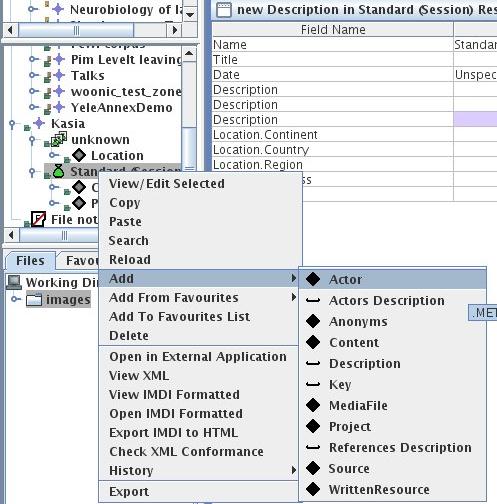 Neurobiology of la
Pim Levelt leaving
Talks
woonic_test_zone
YeleAnnexDemo
Kasia
unknown
Location
Standard (Session
File not
Files
Favou
Working Di
images
new Description in Standard (Session) Res
Field Name
Name
Standar
Title
Date
Unspec
Description
Description
Description
Location.Continent
Location.Country
Location.Region
View/Edit Selected
Copy
Paste
Search
Reload
Add
Add From Favourites
Add To Favourites List
Delete
Open in External Application
View XML
View IMDI Formatted
Open IMDI Formatted
Export IMDI to HTML
Check XML Conformance
History
Export
Actor
Actors Description
Anonyms
Content
Description
Key
MediaFile
Project
References Description
Source
WrittenResource
.MET